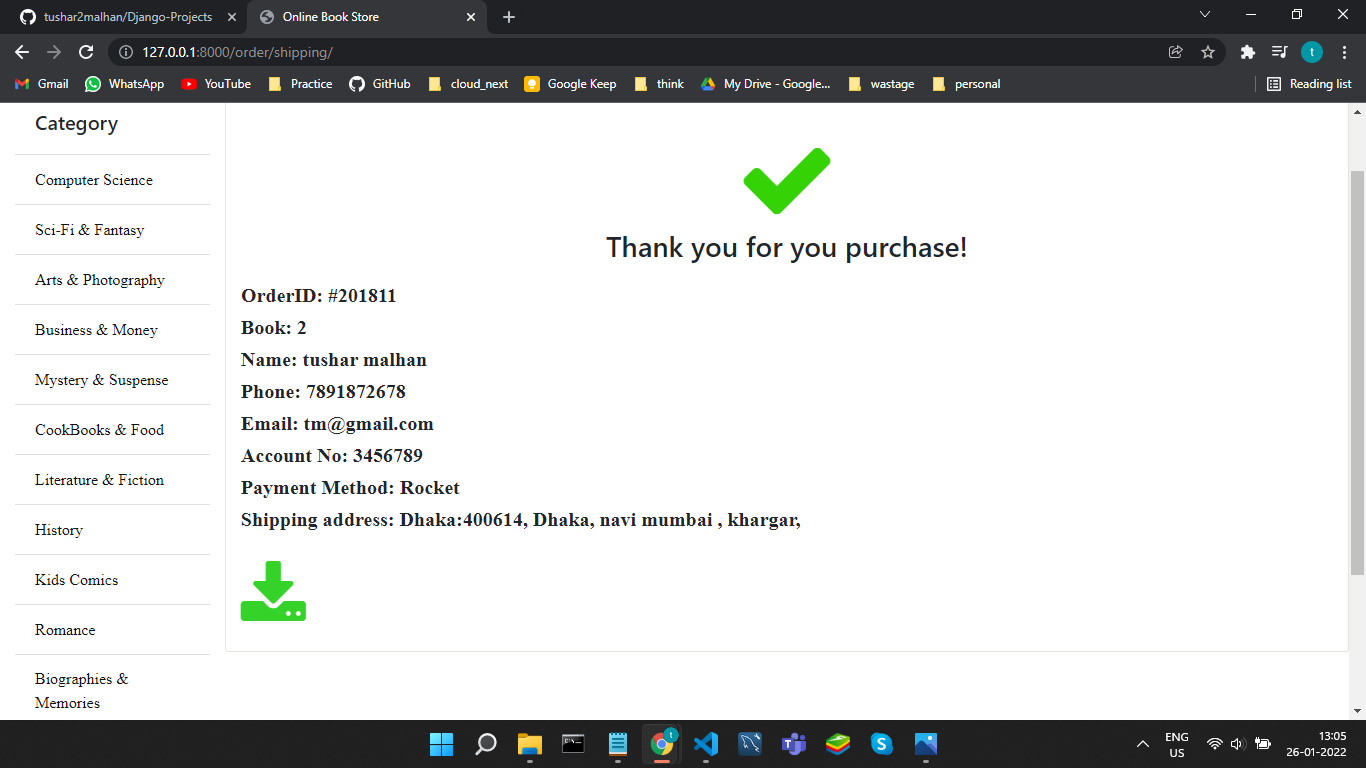 tushar2malhan/Django-Projects
Online Book Store
127.0.0.1:8000/order/shipping/
t
Gmail
WhatsApp
YouTube
Practice
GitHub
cloud_next
Google Keep
think
My Drive - Google...
wastage
personal
Reading list
Category
Computer Science
Sci-Fi & Fantasy
Arts & Photography
Business & Money
Mystery & Suspense
CookBooks & Food
Literature & Fiction
History
Kids Comics
Romance
Biographies &
Memories
Thank you for you purchase!
OrderID: #201811
Book: 2
Name: tushar malhan
Phone: 7891872678
Email: tm@gmail.com
Account No: 3456789
Payment Method: Rocket
Shipping address: Dhaka:400614, Dhaka, navi mumbai , khargar,
t
ENG
US
13:05
26-01-2022